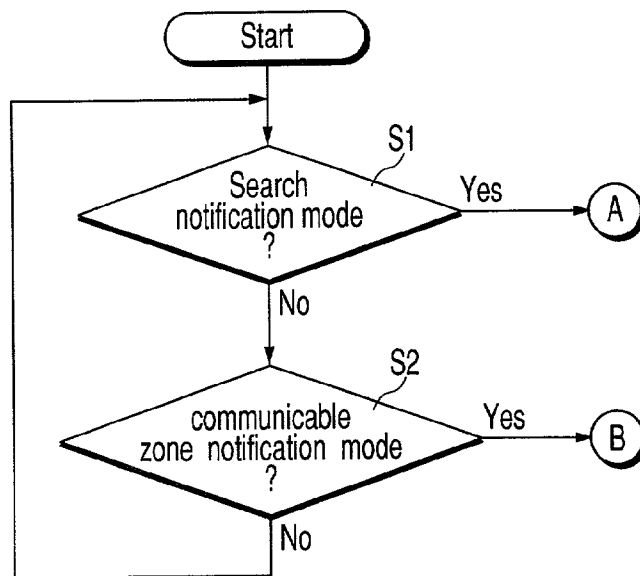 Start
S1
Search
notification mode
?
Yes
A
No
S2
communicable
zone notification mode
?
Yes
B
No